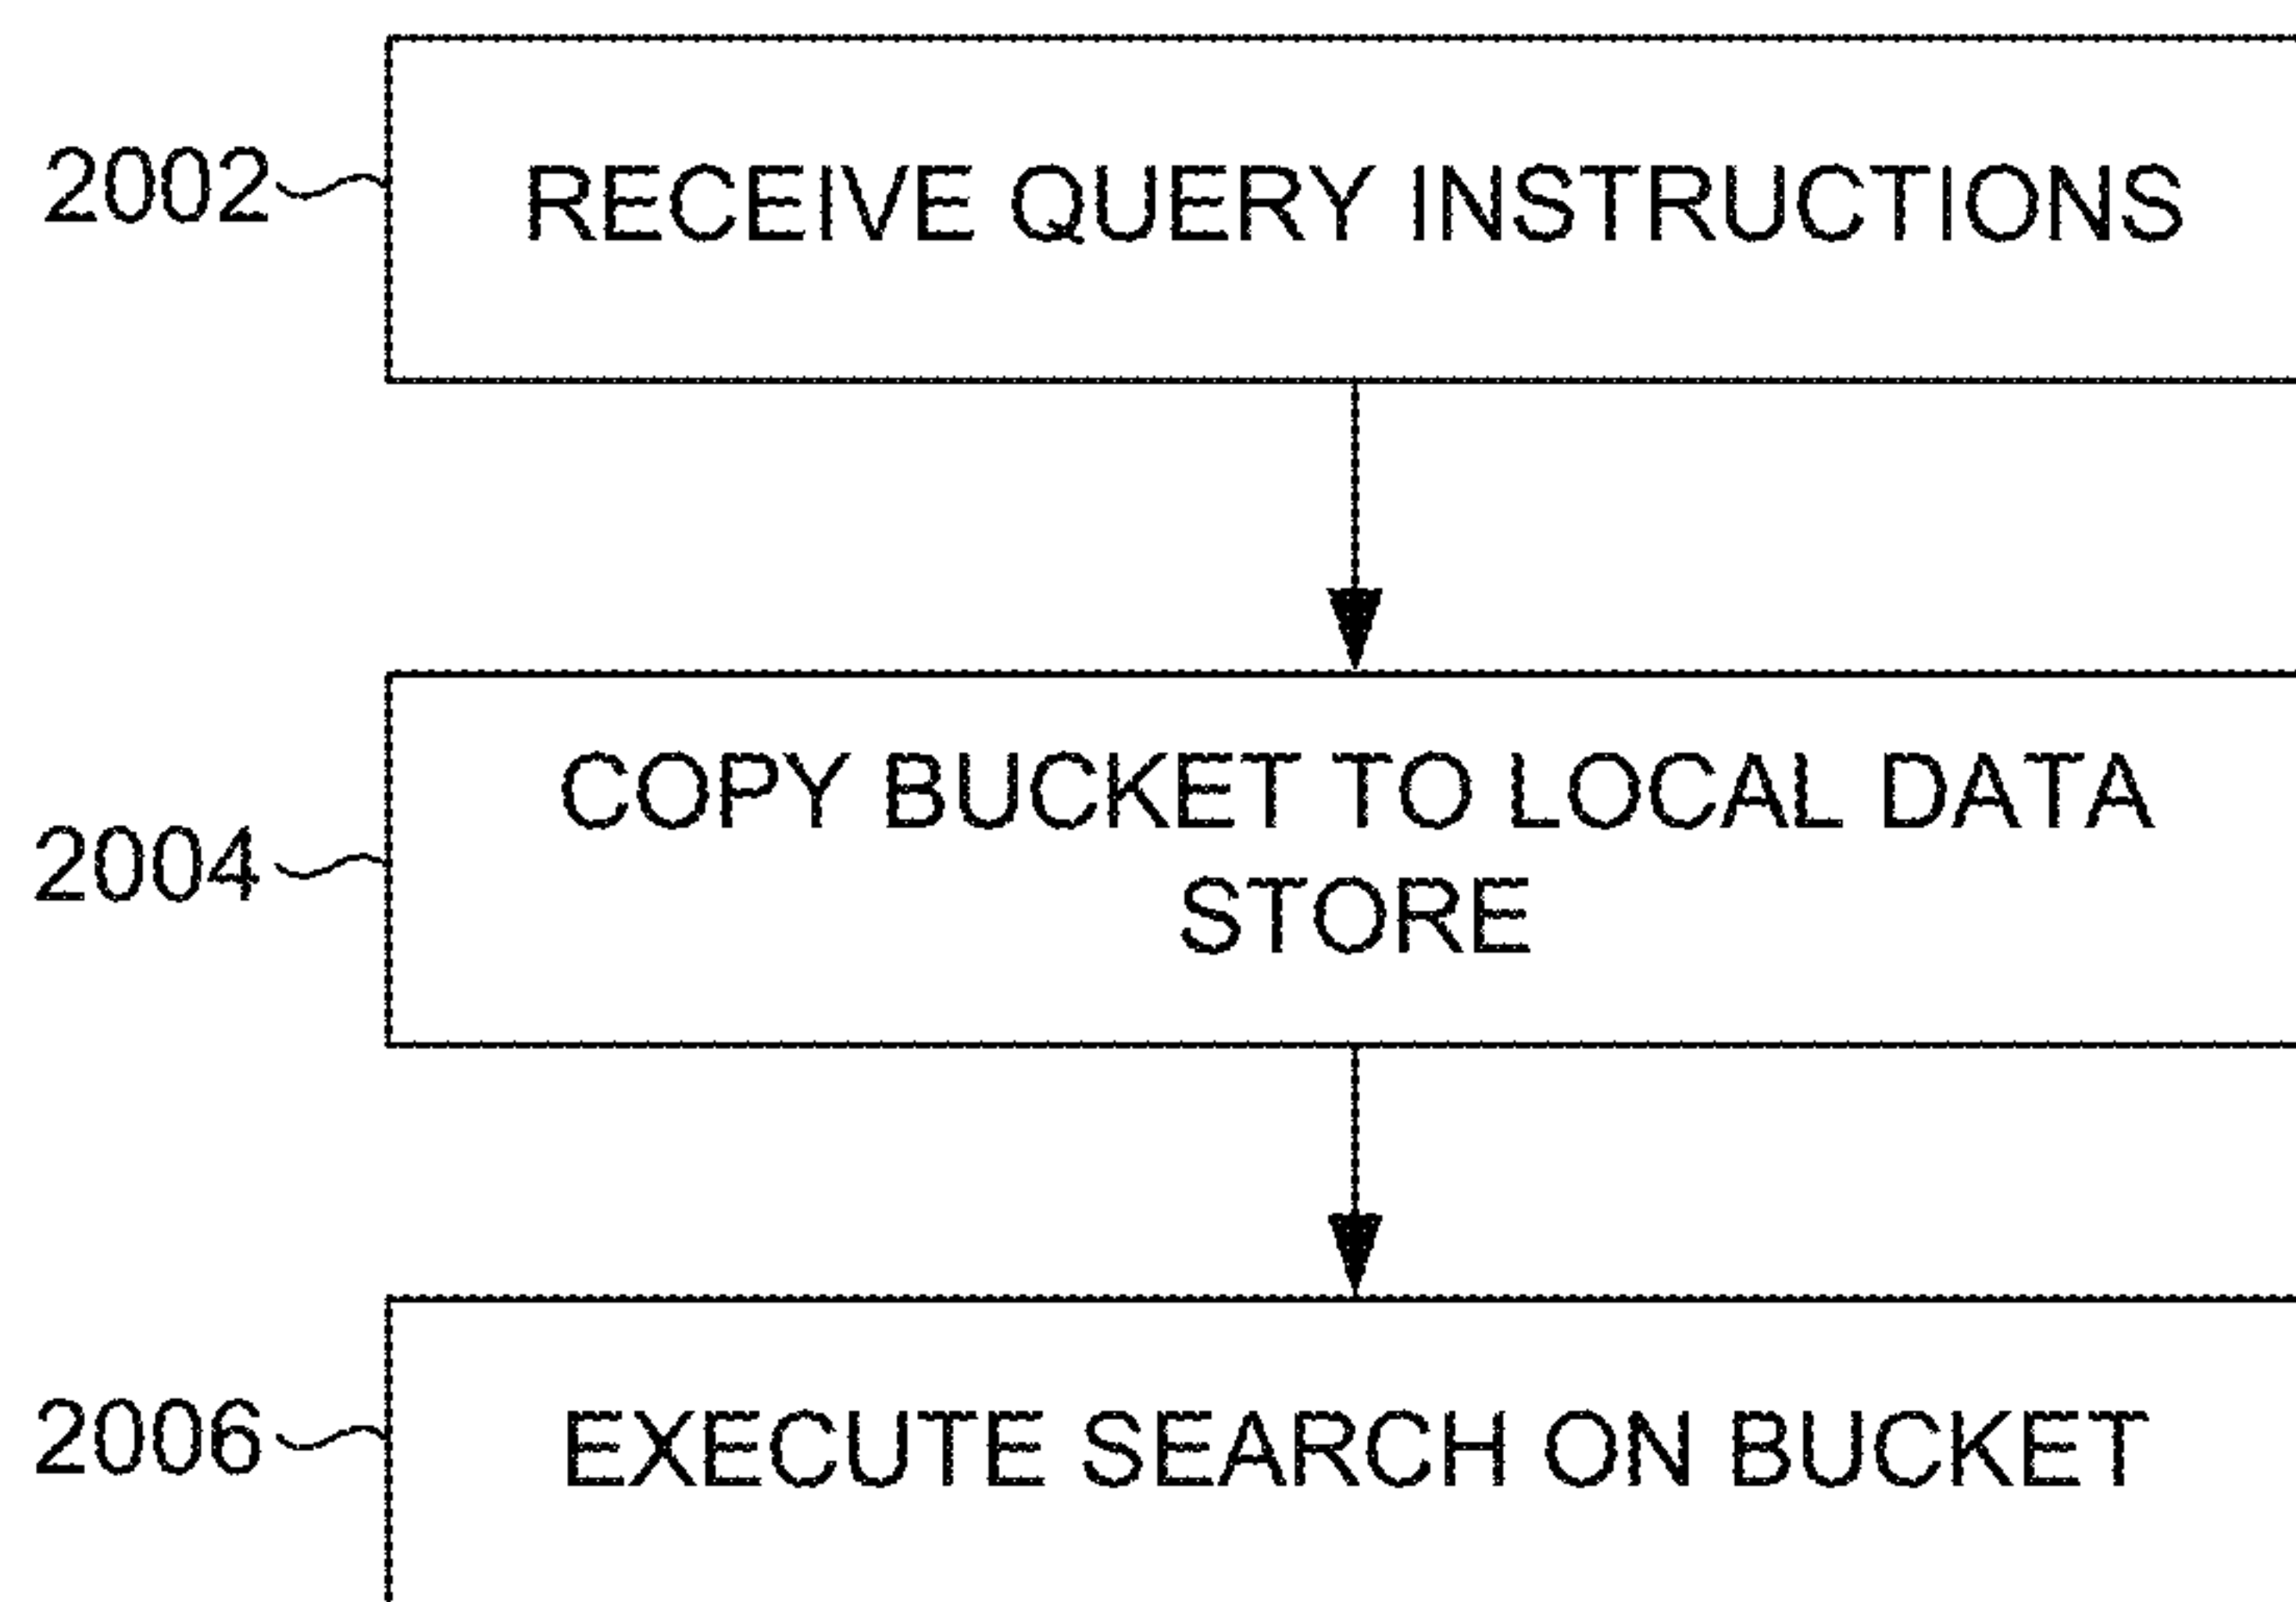 2002
RECEIVE QUERY INSTRUCTIONS
2004
COPY BUCKET TO LOCAL DATA
STORE
2006
EXECUTE SEARCH ON BUCKET